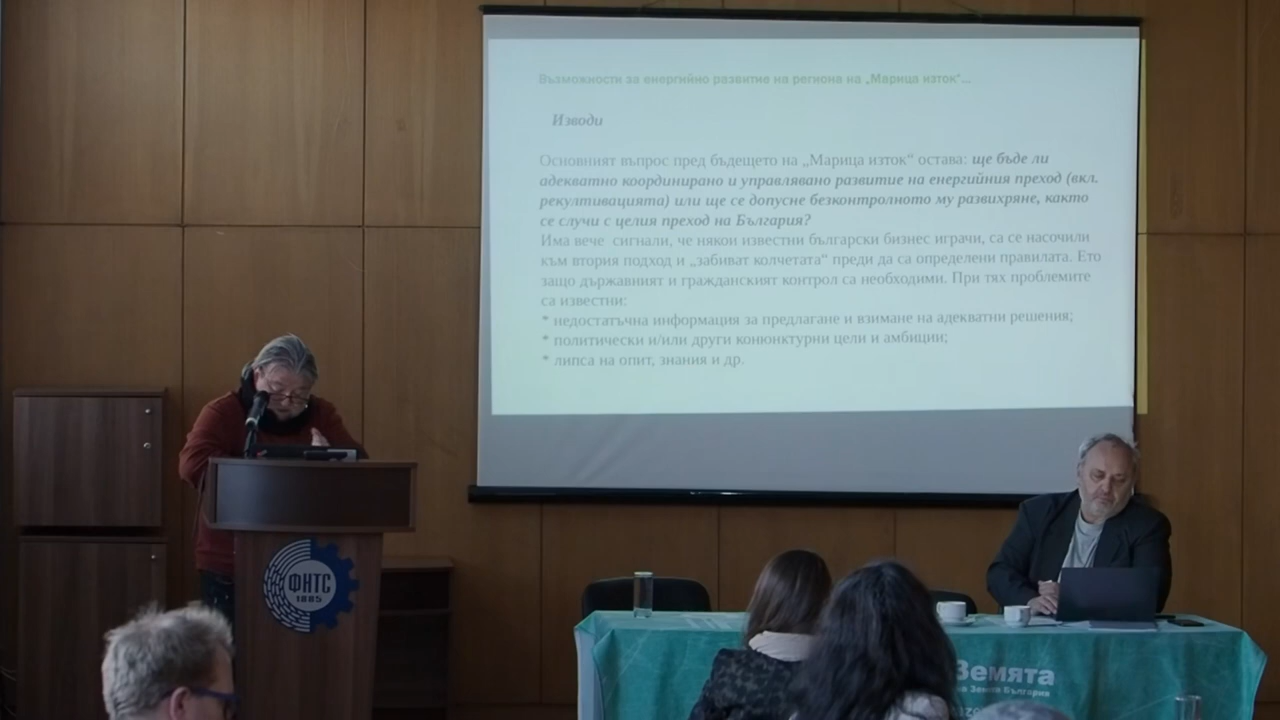 Възможности за енергийно развитие на региона на „Марица изток“...
Изводи
Основният въпрос пред бъдещето на „Марица изток“ остава: ще бъде ли
адекватно координирано и управлявано развитие на енергийния преход (вкл.
рекултивацията) или ще се допусне безконтролното му развихряне, както
се случи с целия преход на България?
Има вече сигнали, че някои известни български бизнес играчи, са се насочили
към втория подход и „забиват колчетата“ преди да са определени правилата. Ето
защо държавният и гражданският контрол са необходими. При тях проблемите
са известни:
* недостатъчна информация за предлагане и взимане на адекватни решения;
* политически и/или други конюнктурни цели и амбиции;
* липса на опит, знания и др.
ФНТС
1885
Земята
Земя България